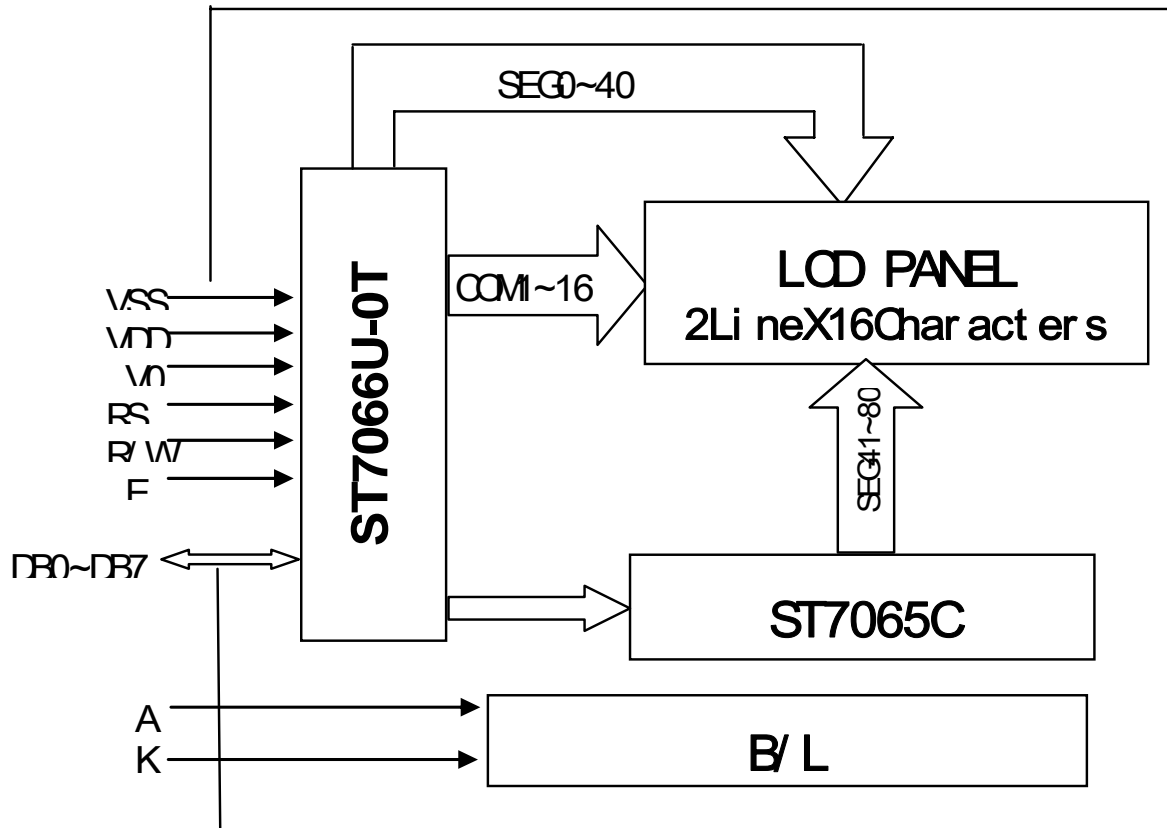 SEG0~40
LCD PANEL
2LineX16Characters
COM1~16
ST7066U-0T
VSS
VDD
V0
RS
R/W
E
DB0~DB7
SEG41~80
ST7065C
A
K
B/L